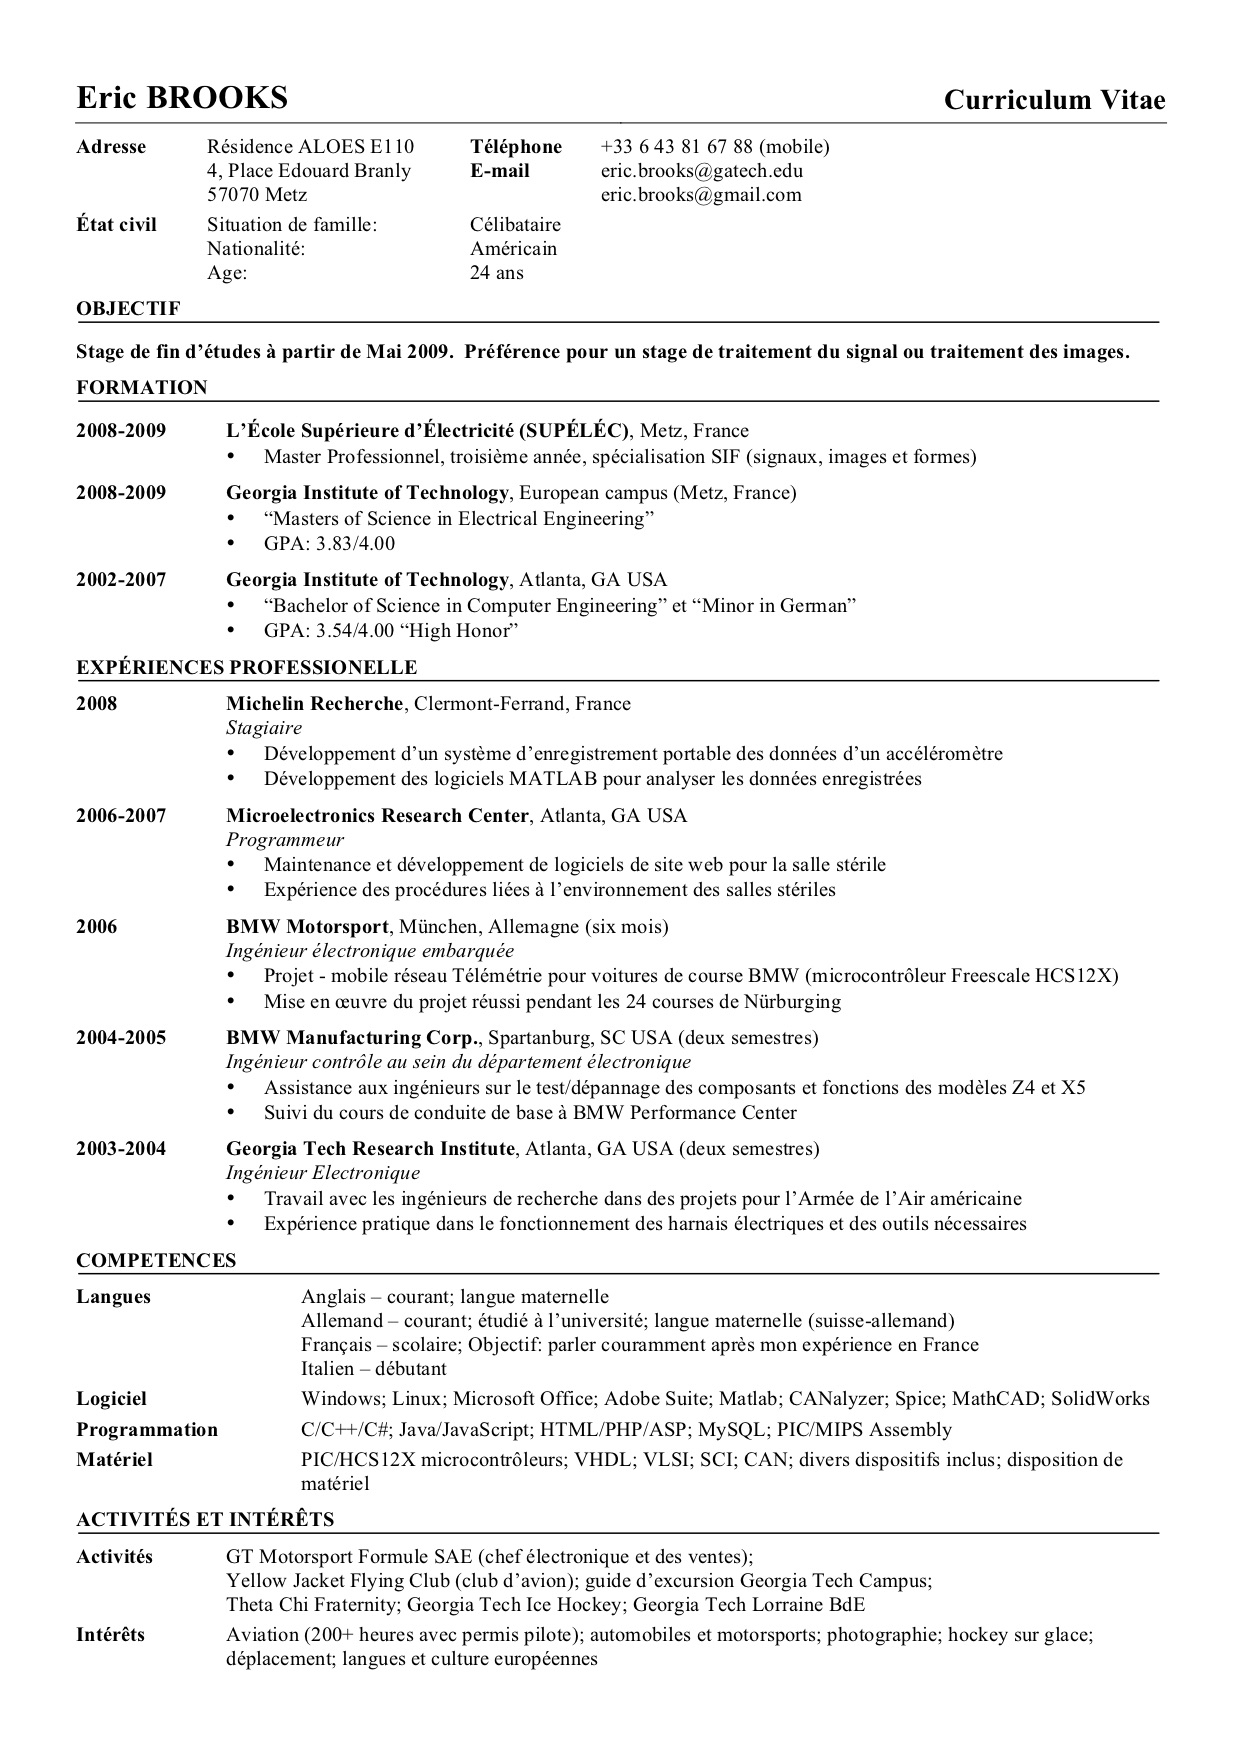 Eric BROOKS Curriculum Vitae
Adresse Résidence ALOES E110 Téléphone +33 6 43 81 67 88 (mobile)
4, Place Edouard Branly E-mail eric.brooks@gatech.edu
57070 Metz eric.brooks@gmail.com
État civil Situation de famille: Célibataire
Nationalité: Américain
Age: 24 ans
OBJECTIF
Stage de fin d’études à partir de Mai 2009. Préférence pour un stage de traitement du signal ou traitement des images.
FORMATION
2008-2009 L’École Supérieure d’Électricité (SUPÉLÉC), Metz, France
• Master Professionnel, troisième année, spécialisation SIF (signaux, images et formes)
2008-2009 Georgia Institute of Technology, European campus (Metz, France)
• “Masters of Science in Electrical Engineering”
• GPA: 3.83/4.00
2002-2007 Georgia Institute of Technology, Atlanta, GA USA
• “Bachelor of Science in Computer Engineering” et “Minor in German”
• GPA: 3.54/4.00 “High Honor”
EXPÉRIENCES PROFESSIONELLE
2008 Michelin Recherche, Clermont-Ferrand, France
Stagiaire
• Développement d’un système d’enregistrement portable des données d’un accéléromètre
• Développement des logiciels MATLAB pour analyser les données enregistrées
2006-2007 Microelectronics Research Center, Atlanta, GA USA
Programmeur
• Maintenance et développement de logiciels de site web pour la salle stérile
• Expérience des procédures liées à l’environnement des salles stériles
2006 BMW Motorsport, München, Allemagne (six mois)
Ingénieur électronique embarquée
• Projet - mobile réseau Télémétrie pour voitures de course BMW (microcontrôleur Freescale HCS12X)
• Mise en œuvre du projet réussi pendant les 24 courses de Nürburging
2004-2005 BMW Manufacturing Corp., Spartanburg, SC USA (deux semestres)
Ingénieur contrôle au sein du département électronique
• Assistance aux ingénieurs sur le test/dépannage des composants et fonctions des modèles Z4 et X5
• Suivi du cours de conduite de base à BMW Performance Center
2003-2004 Georgia Tech Research Institute, Atlanta, GA USA (deux semestres)
Ingénieur Electronique
• Travail avec les ingénieurs de recherche dans des projets pour l’Armée de l’Air américaine
• Expérience pratique dans le fonctionnement des harnais électriques et des outils nécessaires
COMPETENCES
Langues Anglais – courant; langue maternelle
Allemand – courant; étudié à l’université; langue maternelle (suisse-allemand)
Français – scolaire; Objectif: parler couramment après mon expérience en France
Italien – débutant
Logiciel Windows; Linux; Microsoft Office; Adobe Suite; Matlab; CANalyzer; Spice; MathCAD; SolidWorks
Programmation C/C++/C#; Java/JavaScript; HTML/PHP/ASP; MySQL; PIC/MIPS Assembly
Matériel PIC/HCS12X microcontrôleurs; VHDL; VLSI; SCI; CAN; divers dispositifs inclus; disposition de
matériel
ACTIVITÉS ET INTÉRÊTS
Activités GT Motorsport Formule SAE (chef électronique et des ventes);
Yellow Jacket Flying Club (club d’avion); guide d’excursion Georgia Tech Campus;
Theta Chi Fraternity; Georgia Tech Ice Hockey; Georgia Tech Lorraine BdE
Intérêts Aviation (200+ heures avec permis pilote); automobiles et motorsports; photographie; hockey sur glace;
déplacement; langues et culture européennes